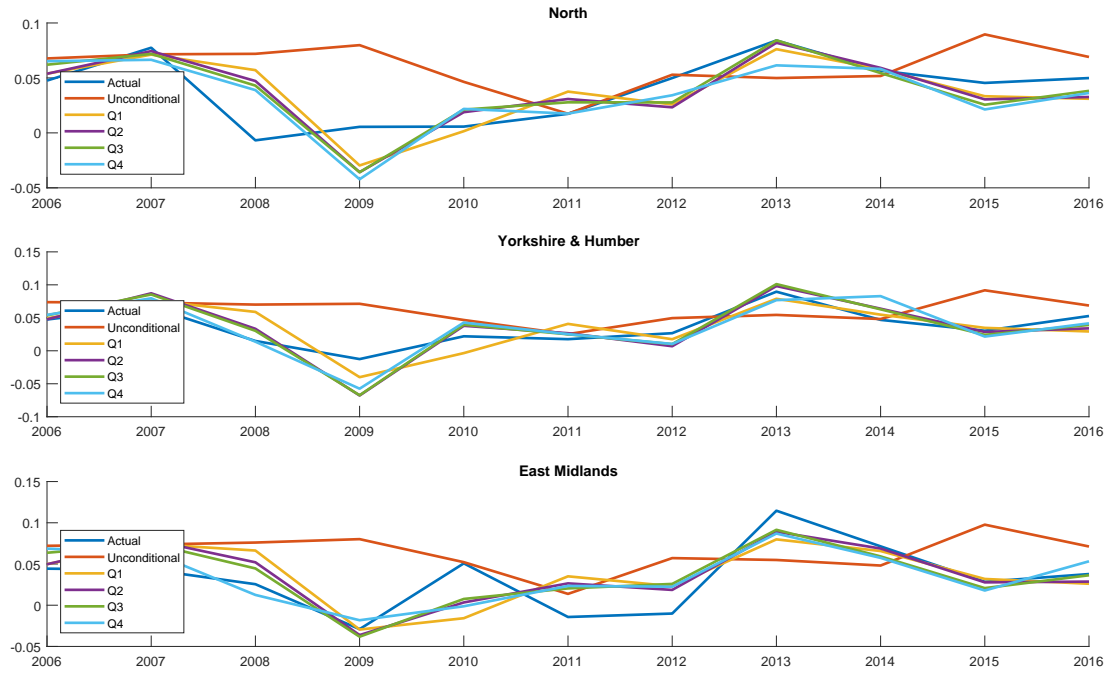 North
0.1
0.05
0
-0.05
Actual
Unconditional
Q1
Q2
Q3
Q4
2006 2007 2008 2009 2010 2011 2012 2013 2014 2015 2016
Yorkshire & Humber
0.15
0.1
0.05
0
-0.05
-0.1
Actual
Unconditional
Q1
Q2
Q3
Q4
2006 2007 2008 2009 2010 2011 2012 2013 2014 2015 2016
East Midlands
0.15
0.1
0.05
0
-0.05
Actual
Unconditional
Q1
Q2
Q3
Q4
2006 2007 2008 2009 2010 2011 2012 2013 2014 2015 2016